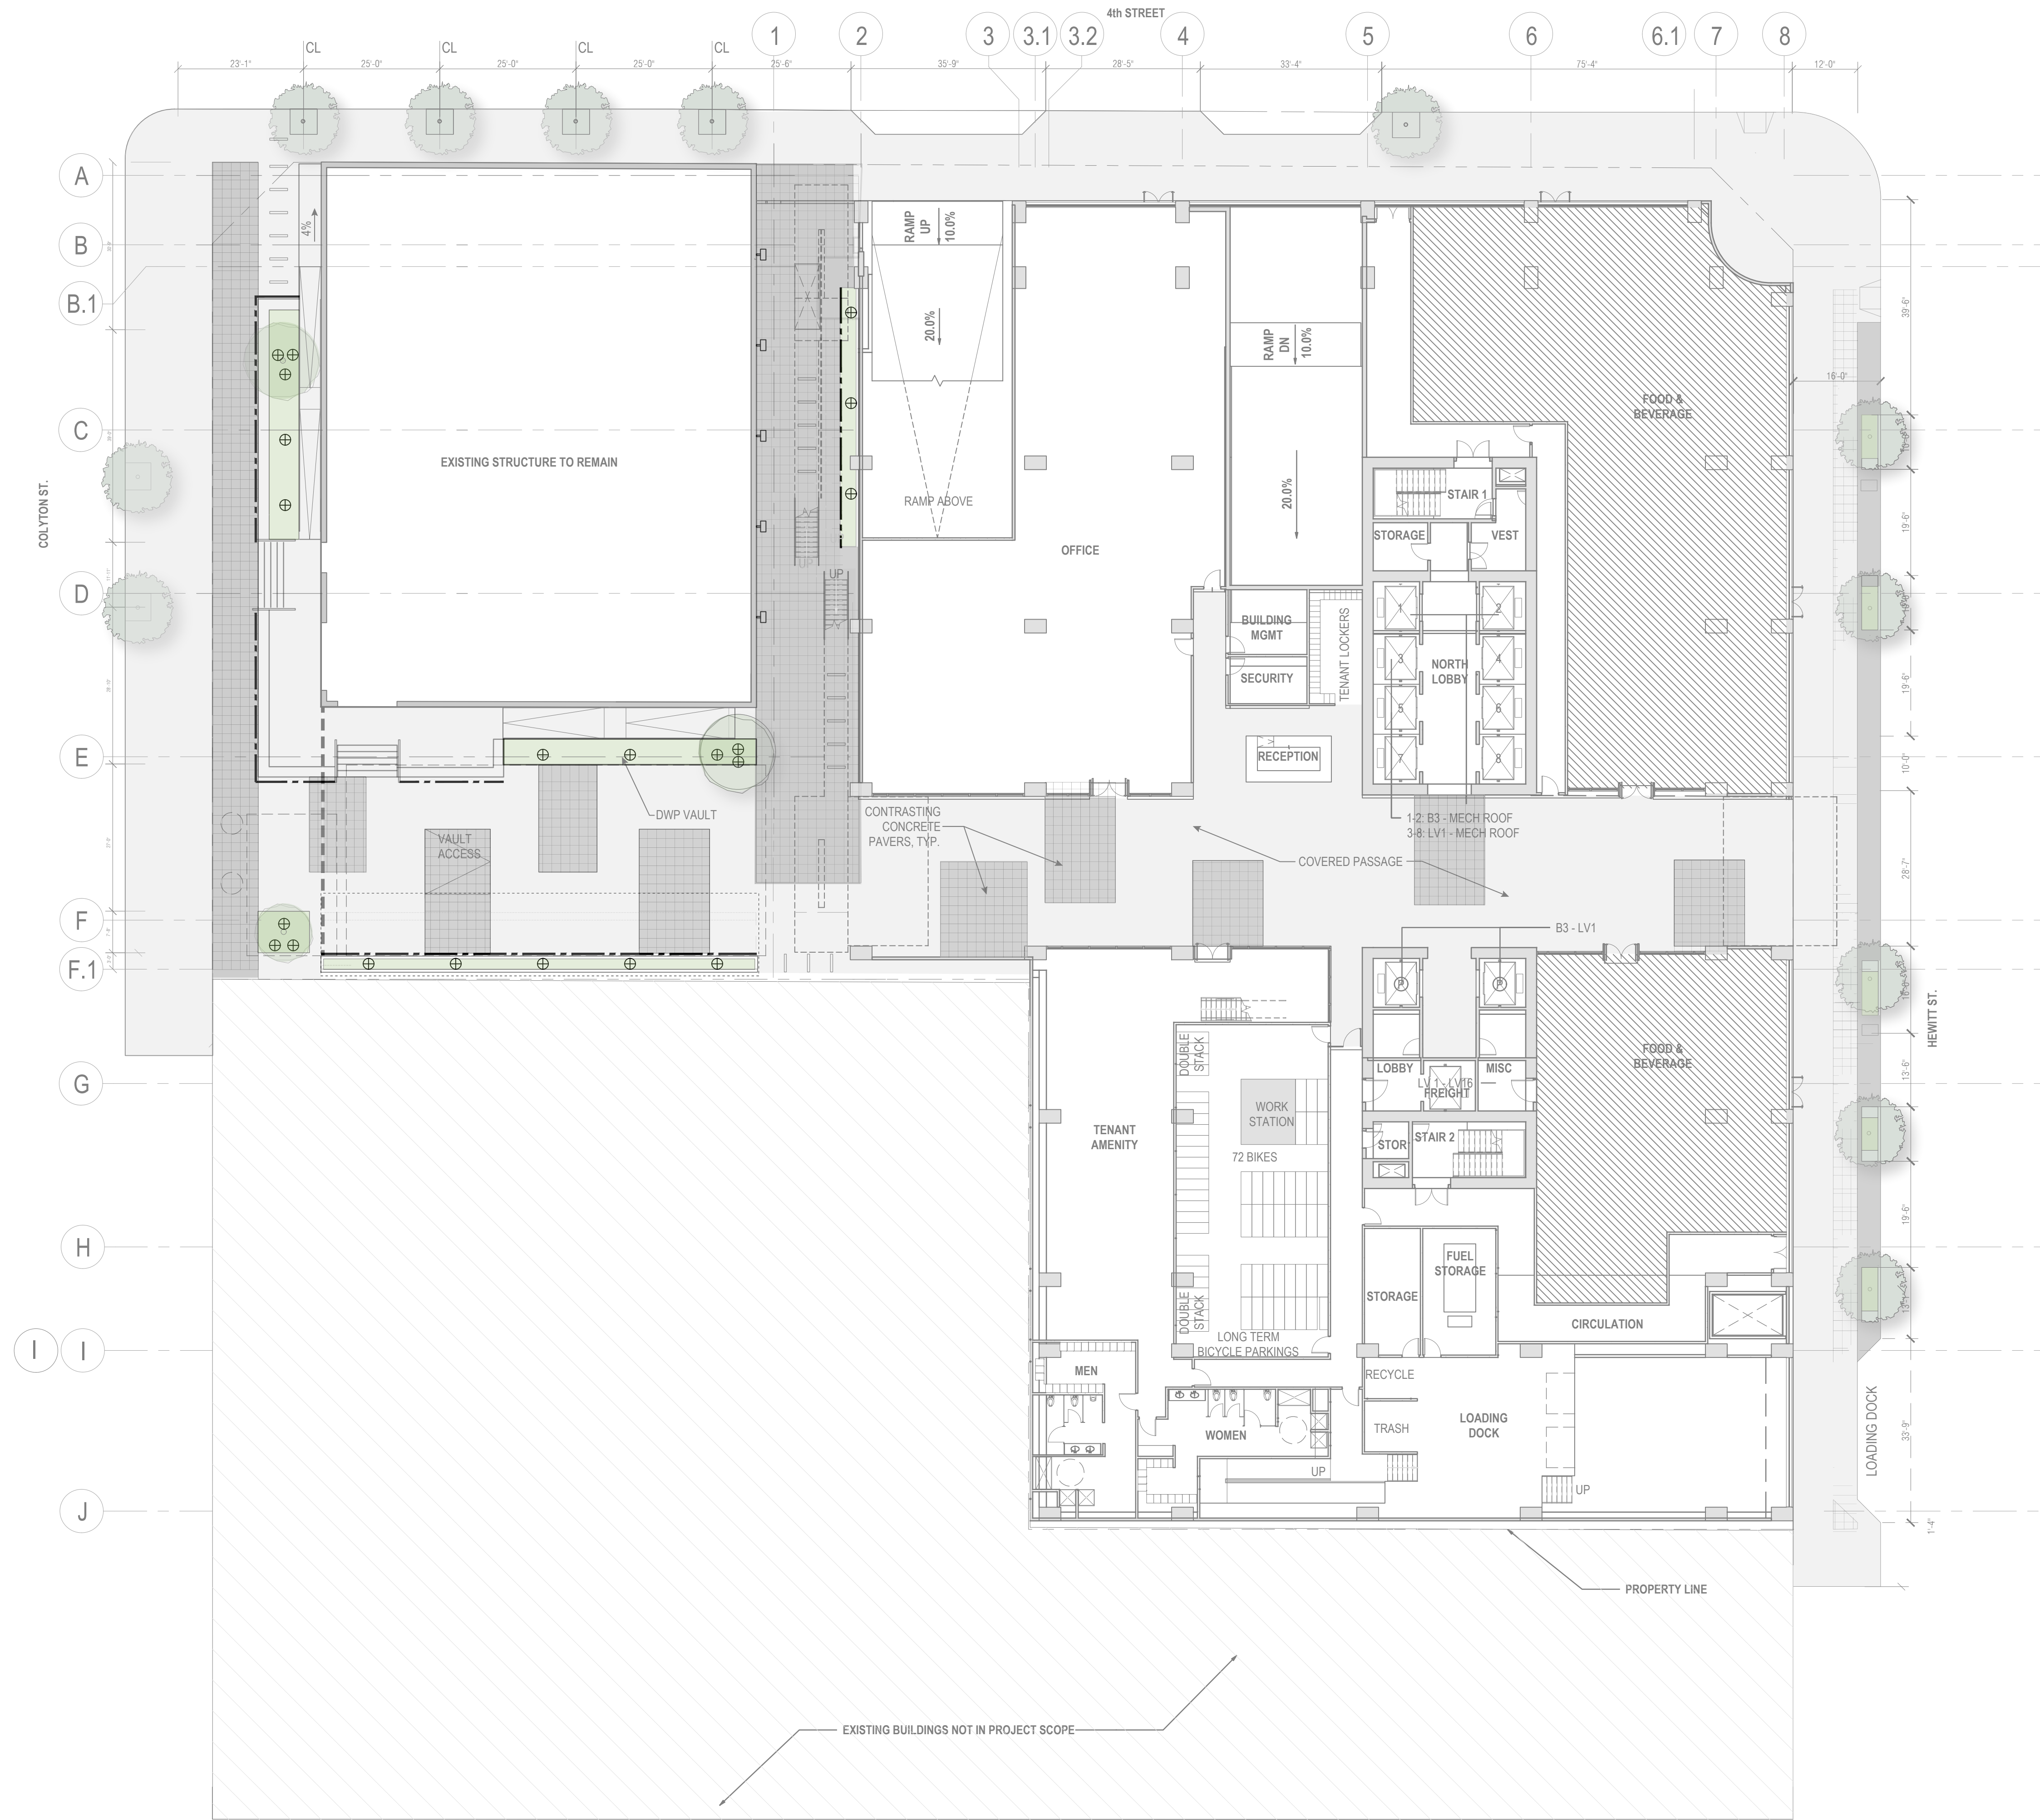 4th STREET
1
2
3
3.1
3.2
4
5
6
6.1
7
8
CL
CL
CL
CL
23'-1"
25'-0"
25'-0"
25'-0"
25'-6"
35'-9"
28'-5"
33'-4"
75'-4"
12'-0"
A
B
B.1
C
D
E
F
F.1
G
H
I
I
J
COLYTON ST.
4%
RAMP
UP
10.0%
20.0%
RAMP ABOVE
EXISTING STRUCTURE TO REMAIN
UP
UP
OFFICE
RAMP
DN
10.0%
20.0%
FOOD &
BEVERAGE
16'-0"
39'-6"
19'-6"
19'-6"
10'-0"
28'-7"
13'-6"
19'-6"
33'-9"
1'-4"
STAIR 1
STORAGE
VEST
BUILDING
MGMT
SECURITY
TENANT LOCKERS
1
2
3
4
5
6
7
8
NORTH
LOBBY
RECEPTION
DWP VAULT
VAULT
ACCESS
CONTRASTING
CONCRETE
PAVERS, TYP.
1-2: B3 - MECH ROOF
3-8: LV1 - MECH ROOF
COVERED PASSAGE
B3 - LV1
P
P
HEWITT ST.
FOOD &
BEVERAGE
DOUBLE
STACK
LOBBY
LV 1 - LV16
FREIGHT
MISC
WORK
STATION
TENANT
AMENITY
72 BIKES
STOR
STAIR 2
FUEL
STORAGE
STORAGE
DOUBLE
STACK
LONG TERM
BICYCLE PARKINGS
CIRCULATION
MEN
RECYCLE
TRASH
LOADING
DOCK
WOMEN
UP
UP
LOADING DOCK
PROPERTY LINE
EXISTING BUILDINGS NOT IN PROJECT SCOPE